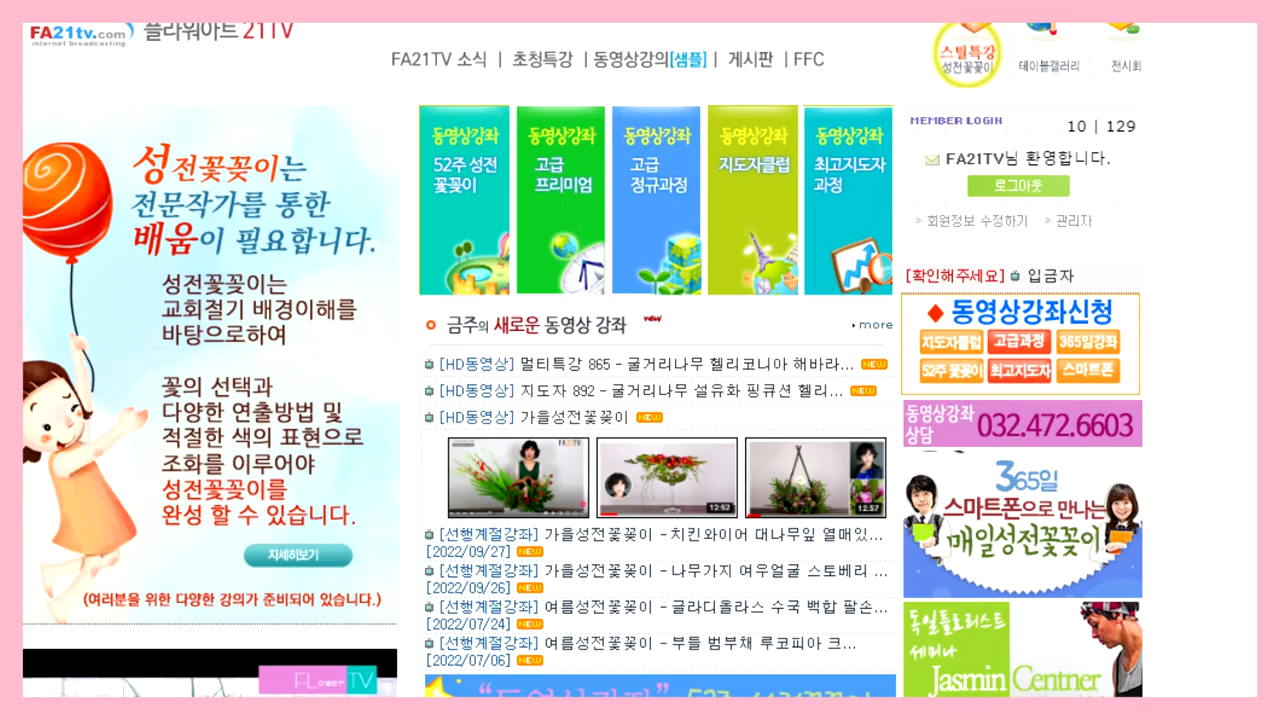 FA21tv.com
internet broadcasting
플라워아트 21TV
FA21TV 소식 | 초청특강 | 동영상강의[샘플] | 게시판 | FFC
스페셜특강
성전꽃꽂이
테이블갤러리
전시회
성전꽃꽂이는
전문작가를 통한
배움이 필요합니다.
성전꽃꽂이는
교회절기 배경이해를
바탕으로하여
꽃의 선택과
다양한 연출방법 및
적절한 색의 표현으로
조화를 이루어야
성전꽃꽂이를
완성 할 수 있습니다.
자세히보기
(여러분을 위한 다양한 강의가 준비되어 있습니다.)
FLower TV
동영상강좌
52주 성전
꽃꽂이
동영상강좌
고급
프리미엄
동영상강좌
고급
정규과정
동영상강좌
지도자클럽
동영상강좌
최고지도자
과정
금주의 새로운 동영상 강좌 new
more
[HD동영상] 멀티특강 865 - 굴거리나무 헬리코니아 해바라... NEW
[HD동영상] 지도자 892 - 굴거리나무 설유화 핑큐션 헬리... NEW
[HD동영상] 가을성전꽃꽂이 NEW
FA21TV
12:52
12:57
[선행계절강좌] 가을성전꽃꽂이 - 치킨와이어 대나무잎 열매있...
[2022/09/27] NEW
[선행계절강좌] 가을성전꽃꽂이 - 나무가지 여우얼굴 스토베리 ...
[2022/09/26] NEW
[선행계절강좌] 여름성전꽃꽂이 - 글라디올라스 수국 백합 팔손...
[2022/07/24] NEW
[선행계절강좌] 여름성전꽃꽂이 - 부들 범부채 루코피아 크...
[2022/07/06] NEW
MEMBER LOGIN
10 | 129
FA21TV님 환영합니다.
로그아웃
회원정보 수정하기
관리자
[확인해주세요] 입금자
동영상강좌신청
지도자클럽 고급과정 365일강좌
52주 꽃꽂이 최고지도자 스마트폰
동영상강좌
상담
032.472.6603
365일
스마트폰으로 만나는
매일성전꽃꽂이
독일플로리스트
세미나
Jasmin Centner